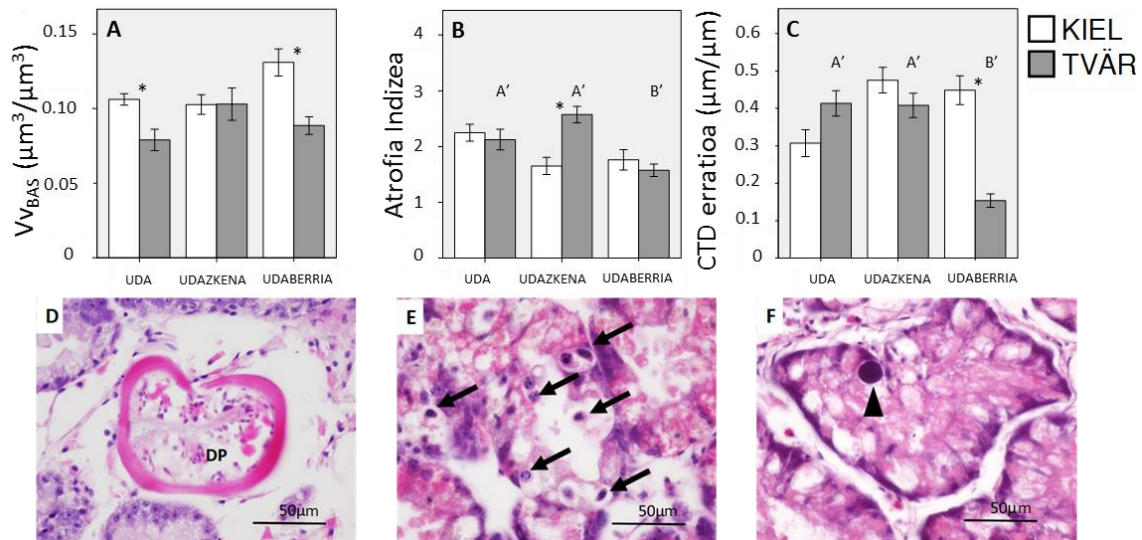 A
Vv_BAS (μm³/μm³)
0.15
0.10
0.05
0
UDA UDAZKENA UDABERRIA
*
*
B
Atrofia Indizea
4
3
2
1
0
UDA UDAZKENA UDABERRIA
A’
*
A’
B’
C
CTD erratioa (μm/μm)
0.6
0.5
0.4
0.3
0.2
0.1
0
UDA UDAZKENA UDABERRIA
A’
A’
*
B’
KIEL
TVÄR
D
DP
50μm
E
50μm
F
50μm